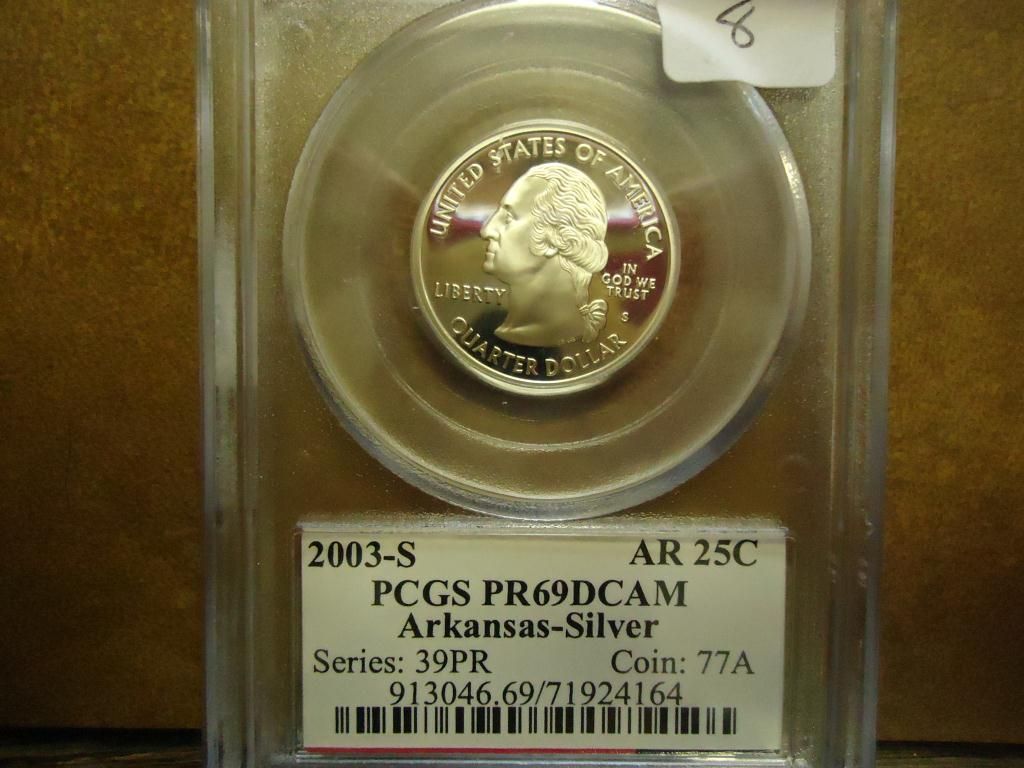 8
UNITED STATES OF AMERICA
LIBERTY
IN
GOD WE
TRUST
S
QUARTER DOLLAR
2003-S AR 25C
PCGS PR69DCAM
Arkansas-Silver
Series: 39PR Coin: 77A
913046.69/71924164